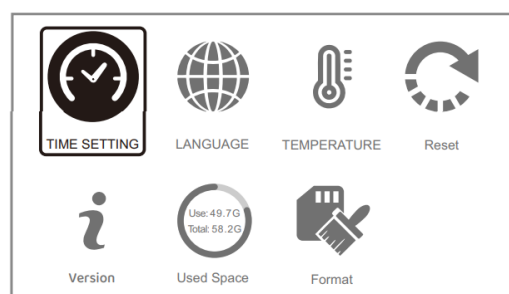 TIME SETTING
LANGUAGE
TEMPERATURE
Reset
Use: 49.7G
Total: 58.2G
Version
Used Space
Format